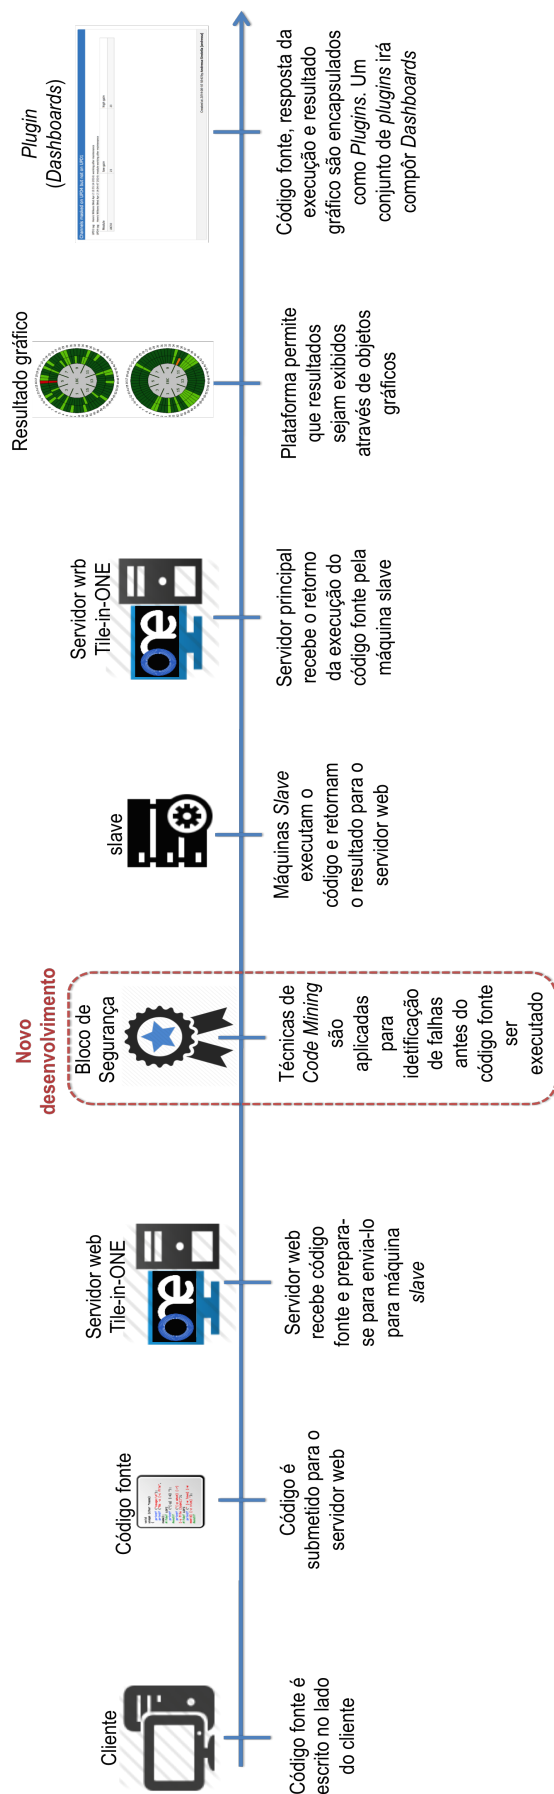 Cliente
Código fonte é
escrito no lado
do cliente
Código fonte
Código é
submetido para o
servidor web
Servidor web
Tile-in-ONE
one
Servidor web
recebe código
fonte e prepara-
se para envia-lo
para máquina
slave
Novo
desenvolvimento
Bloco de
Segurança
Técnicas de
Code Mining
são
aplicadas
para
idetificação
de falhas
antes do
código fonte
ser
executado
slave
Máquinas Slave
executam o
código e retornam
o resultado para o
servidor web
Servidor wrb
Tile-in-ONE
one
Servidor principal
recebe o retorno
da execução do
código fonte pela
máquina slave
Resultado gráfico
Plataforma permite
que resultados
sejam exibidos
através de objetos
gráficos
Plugin
(Dashboards)
Código fonte, resposta da
execução e resultado
gráfico são encapsulados
como Plugins. Um
conjunto de plugins irá
compôr Dashboards